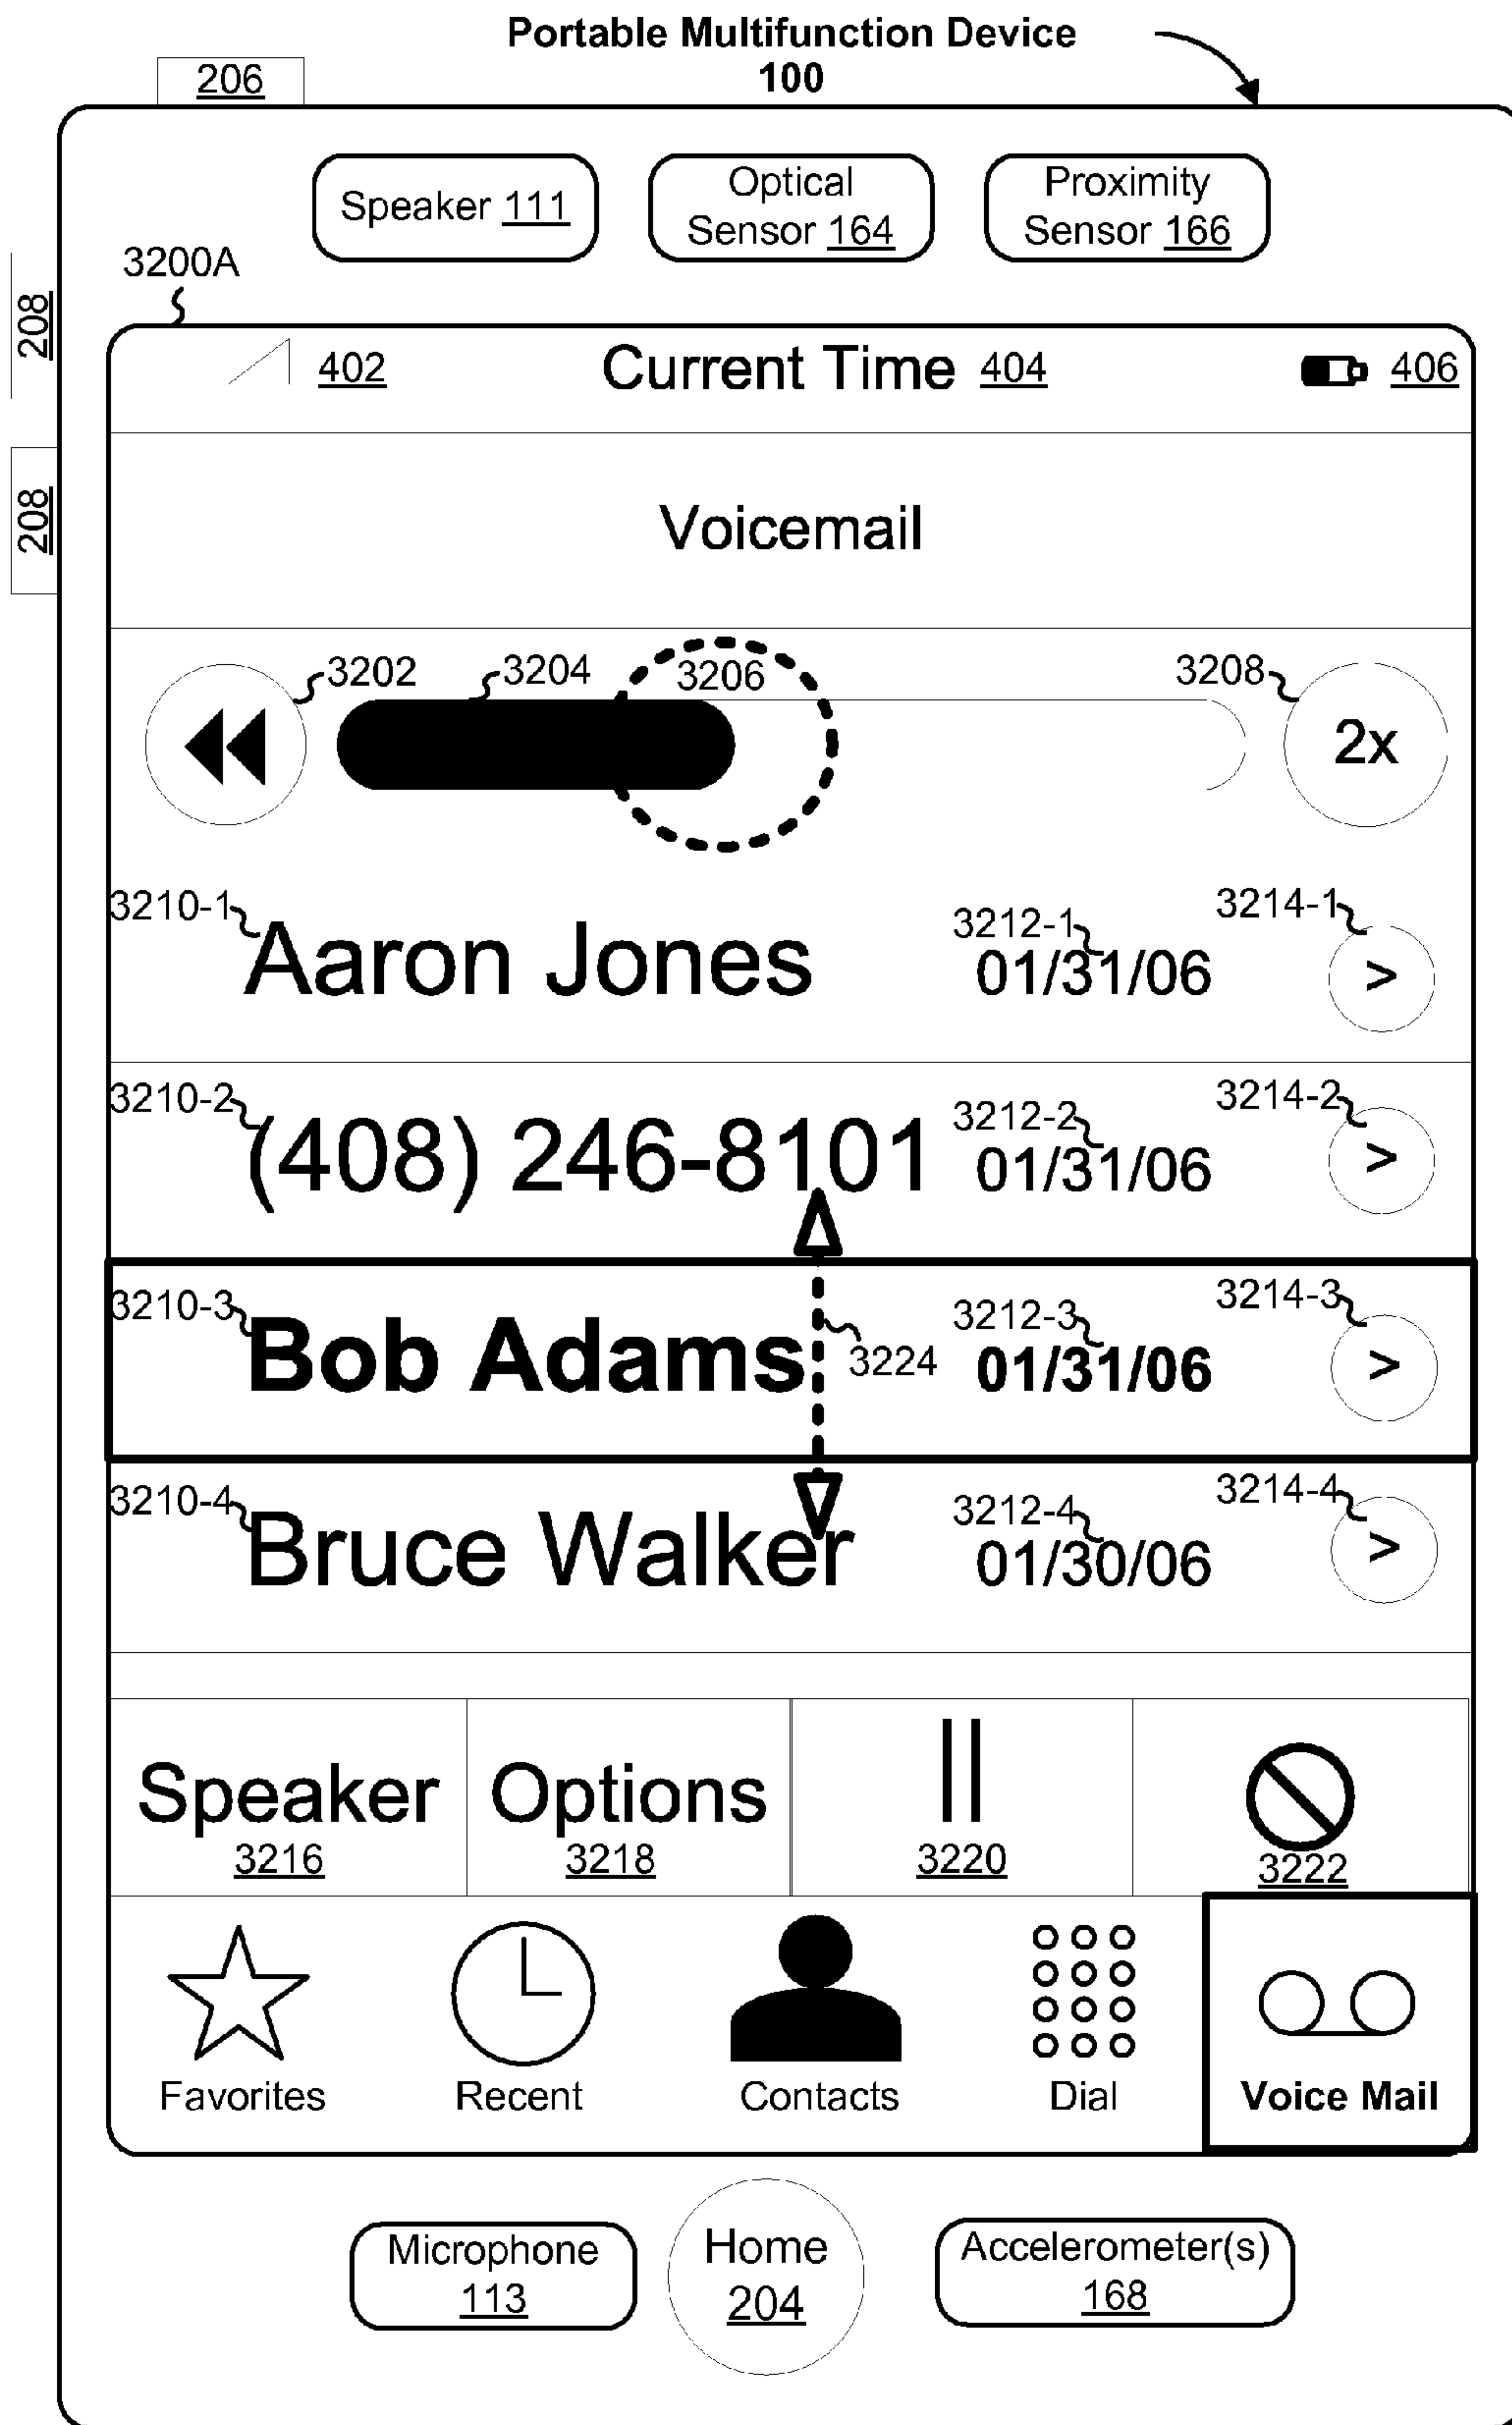 Portable Multifunction Device
100
206
Speaker 111
Optical
Sensor 164
Proximity
Sensor 166
3200A
208
208
402
Current Time 404
406
Voicemail
3202
3204
3206
3208
2x
3210-1
Aaron Jones
3212-1
01/31/06
3214-1
>
3210-2
(408) 246-8101
3212-2
01/31/06
3214-2
>
3210-3
Bob Adams
3224
3212-3
01/31/06
3214-3
>
3210-4
Bruce Walker
3212-4
01/30/06
3214-4
>
Speaker
3216
Options
3218
3220
3222
Favorites
Recent
Contacts
Dial
Voice Mail
Microphone
113
Home
204
Accelerometer(s)
168